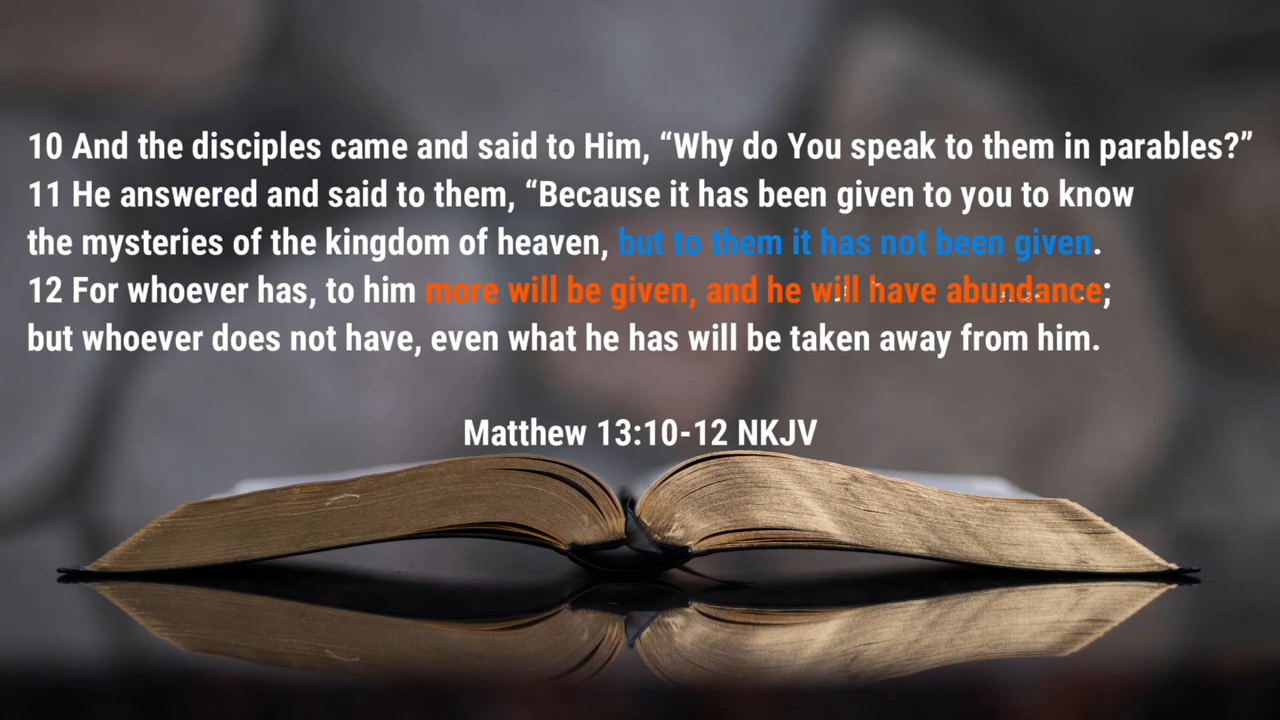 10 And the disciples came and said to Him, “Why do You speak to them in parables?”
11 He answered and said to them, “Because it has been given to you to know
the mysteries of the kingdom of heaven, but to them it has not been given.
12 For whoever has, to him more will be given, and he will have abundance;
but whoever does not have, even what he has will be taken away from him.
Matthew 13:10-12 NKJV